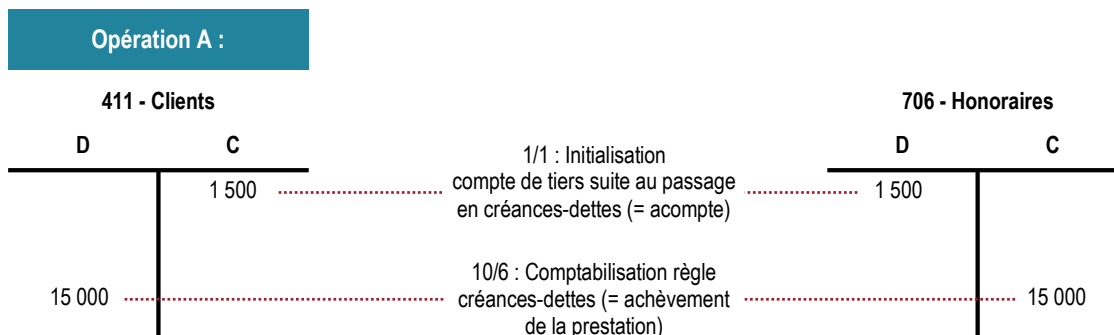 Opération A :
411 - Clients
706 - Honoraires
D
C
D
C
1/1 : Initialisation
compte de tiers suite au passage
en créances-dettes (= acompte)
1 500
1 500
10/6 : Comptabilisation règle
créances-dettes (= achèvement
de la prestation)
15 000
15 000